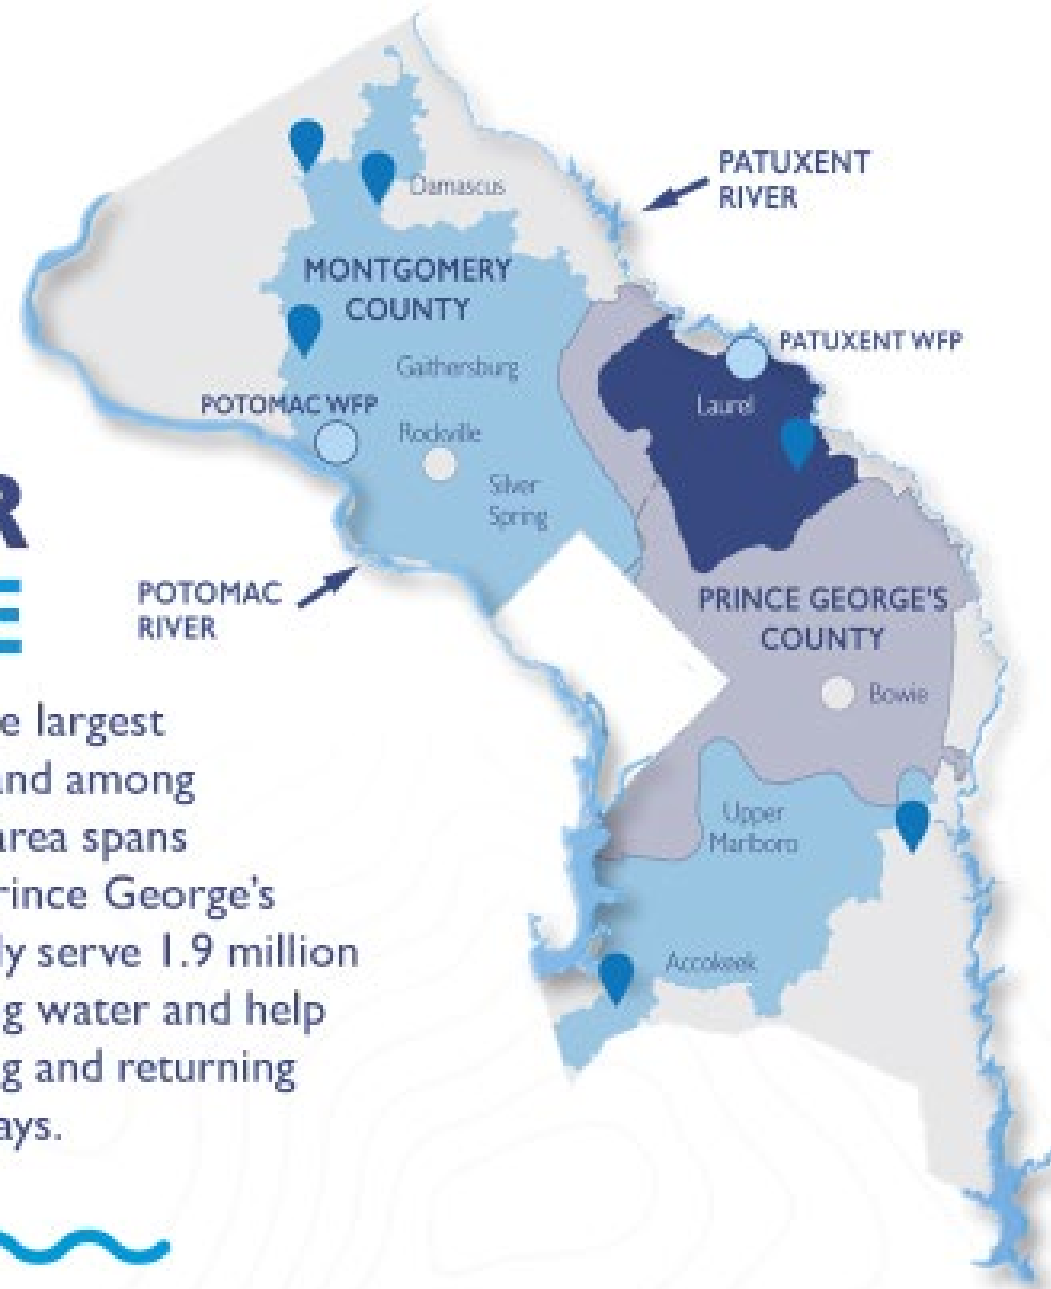 PATUXENT
RIVER
Damascus
MONTGOMERY
COUNTY
PATUXENT WFP
Gaithersburg
POTOMAC WFP
Laurel
Rockville
Silver
Spring
R
E
POTOMAC
RIVER
PRINCE GEORGE'S
COUNTY
Bowie
e largest
and among
area spans
rince George's
ly serve 1.9 million
g water and help
g and returning
ays.
Upper
Marlboro
Accokeek